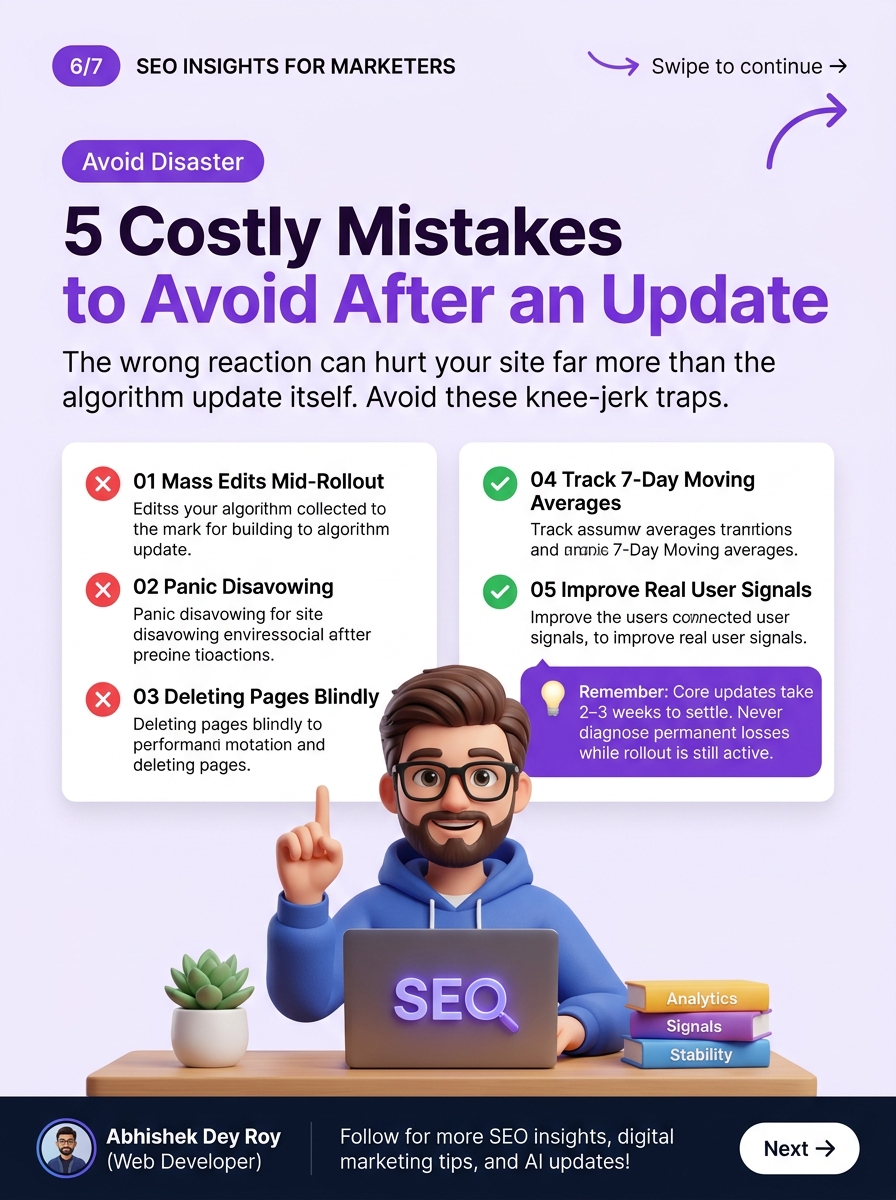 6/7 SEO INSIGHTS FOR MARKETERS
Swipe to continue →
Avoid Disaster
5 Costly Mistakes
to Avoid After an Update
The wrong reaction can hurt your site far more than the
algorithm update itself. Avoid these knee-jerk traps.
01 Mass Edits Mid-Rollout
Editss your algorithm collected to
the mark for building to algorithm
update.
02 Panic Disavowing
Panic disavowing for site
disavowing enviressocial aftter
precine tioactions.
03 Deleting Pages Blindly
Deleting pages blindly to
motation and
deleting pages.
04 Track 7-Day Moving
Averages
Track assumw averages
and 7-Day Moving averages.
05 Improve Real User Signals
Improve the users connected user
signals, to improve real user signals.
Remember: Core updates take
2–3 weeks to settle. Never
diagnose permanent losses
while rollout is still active.
SEO
Analytics
Signals
Stability
Abhishek Dey Roy
(Web Developer)
Follow for more SEO insights, digital
marketing tips, and AI updates!
Next →